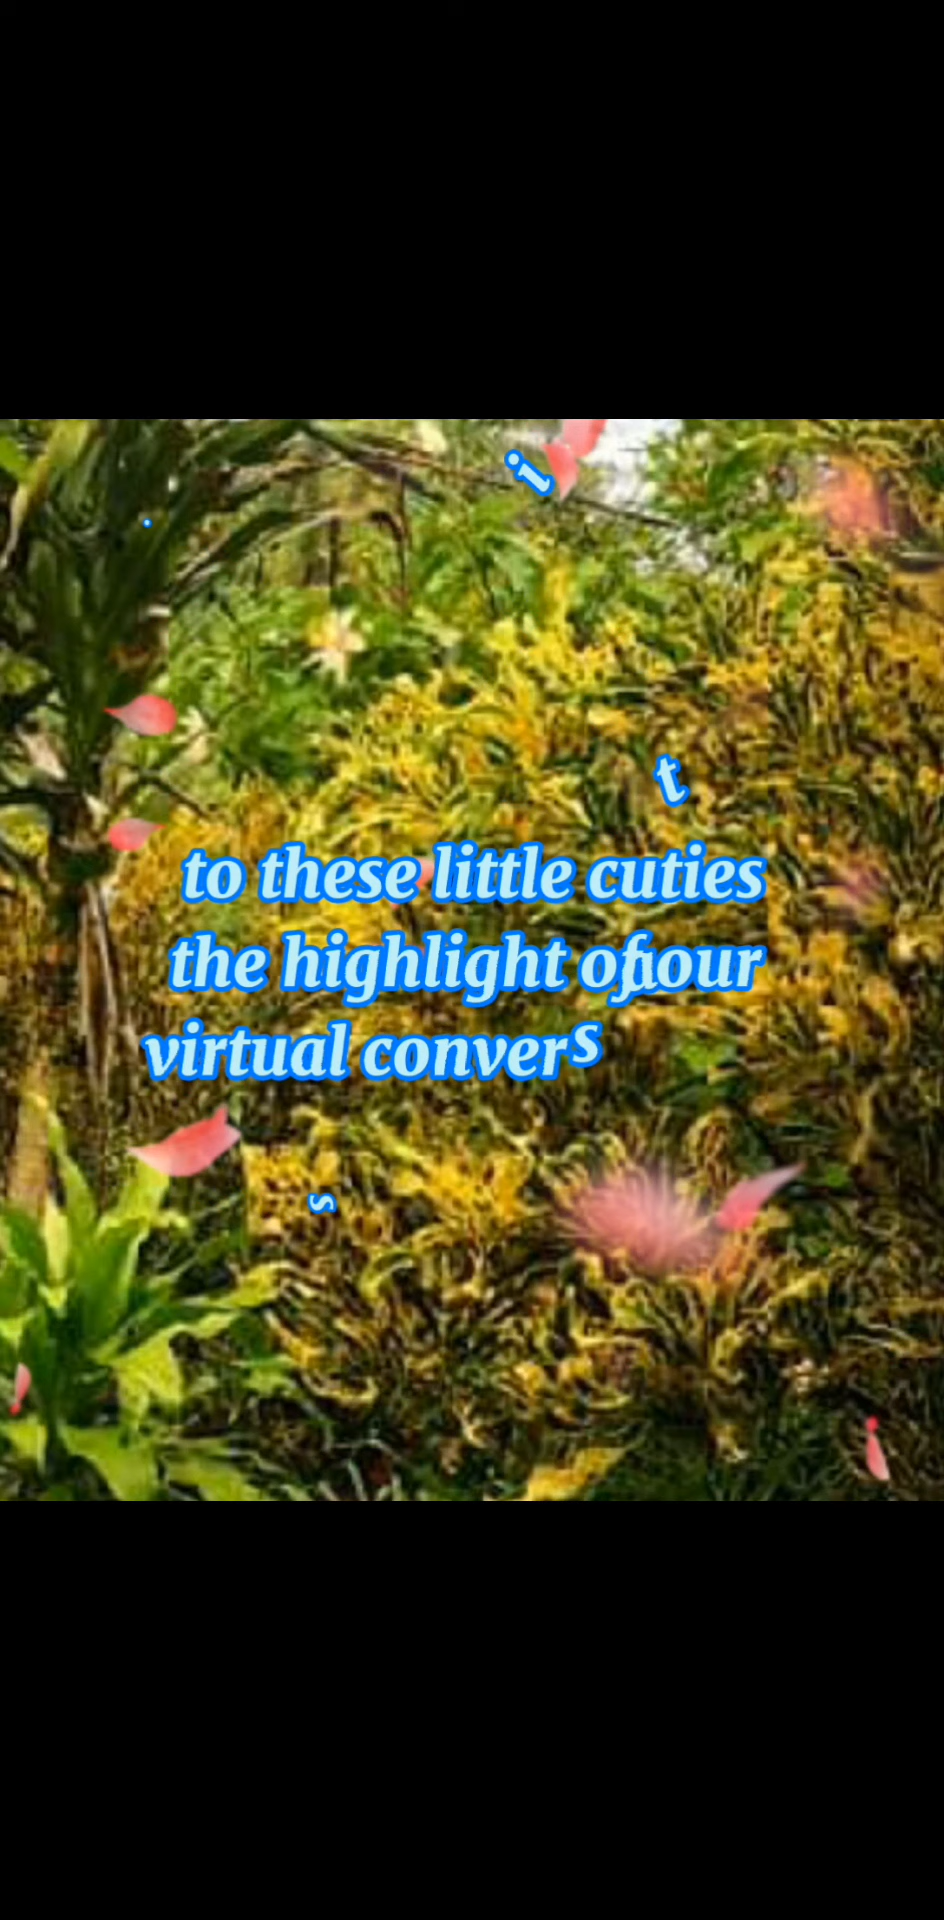 to these little cuties
the highlight of our
virtual convers